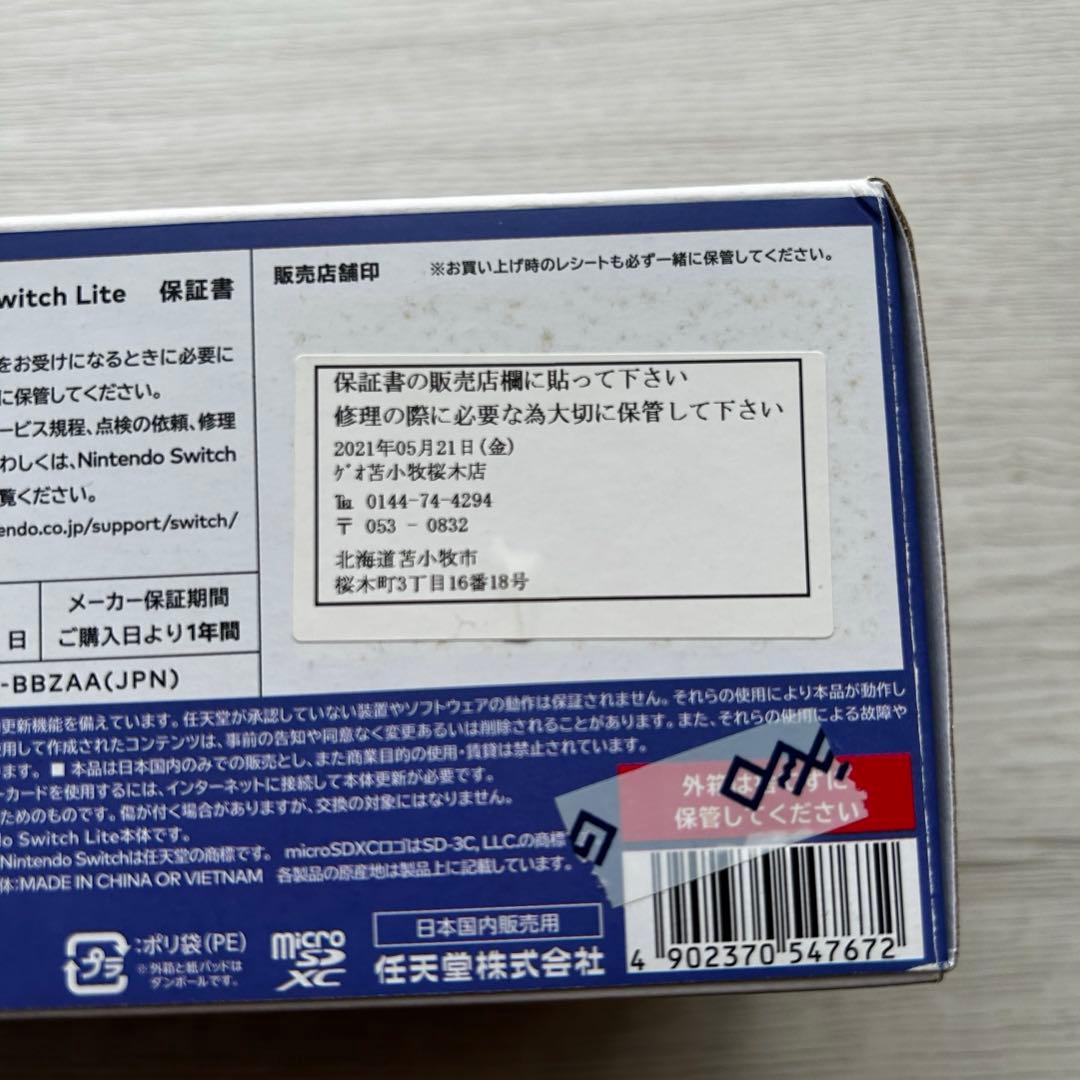 witch Lite 保証書
をお受けになるときに必要に
に保管してください。
ービス規程、点検の依頼、修理
わしくは、Nintendo Switch
覧ください。
endo.co.jp/support/switch/
日
メーカー保証期間
ご購入日より1年間
-BBZAA(JPN)
販売店舗印
※お買い上げ時のレシートも必ず一緒に保管してください。
保証書の販売店欄に貼って下さい
修理の際に必要な為大切に保管して下さい
2021年05月21日(金)
ｹﾞｵ苫小牧桜木店
℡ 0144-74-4294
〒 053 - 0832
北海道苫小牧市
桜木町3丁目16番18号
更新機能を備えています。任天堂が承認していない装置やソフトウェアの動作は保証されません。それらの使用により本品が動作し
使用して作成されたコンテンツは、事前の告知や同意なく変更あるいは削除されることがあります。また、それらの使用による故障や
ます。■ 本品は日本国内のみでの販売とし、また商業目的の使用・賃貸は禁止されています。
ーカードを使用するには、インターネットに接続して本体更新が必要です。
ためのものです。傷が付く場合がありますが、交換の対象にはなりません。
do Switch Lite本体です。
Nintendo Switchは任天堂の商標です。 microSDXCロゴはSD-3C, LLC.の商標
体:MADE IN CHINA OR VIETNAM 各製品の原産地は製品上に記載しています。
外箱は
ずに
保管してください
プラ
:ポリ袋(PE)
※外箱と紙パッドは
ダンボールです。
micro
SD
XC
日本国内販売用
任天堂株式会社
4 902370 547672